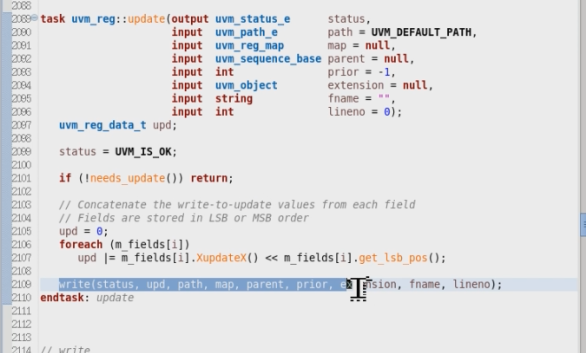 2088
2089 task uvm_reg::update(output uvm_status_e status,
2090 input uvm_path_e path = UVM_DEFAULT_PATH,
2091 input uvm_reg_map map = null,
2092 input uvm_sequence_base parent = null,
2093 input int prior = -1,
2094 input uvm_object extension = null,
2095 input string fname = "",
2096 input int lineno = 0);
2097 uvm_reg_data_t upd;
2098
2099 status = UVM_IS_OK;
2100
2101 if (!needs_update()) return;
2102
2103 // Concatenate the write-to-update values from each field
2104 // Fields are stored in LSB or MSB order
2105 upd = 0;
2106 foreach (m_fields[i])
2107 upd |= m_fields[i].XupdateX() << m_fields[i].get_lsb_pos();
2108
2109 write(status, upd, path, map, parent, prior, fname, lineno);
2110 endtask: update
2111
2112
2113
2114 // write